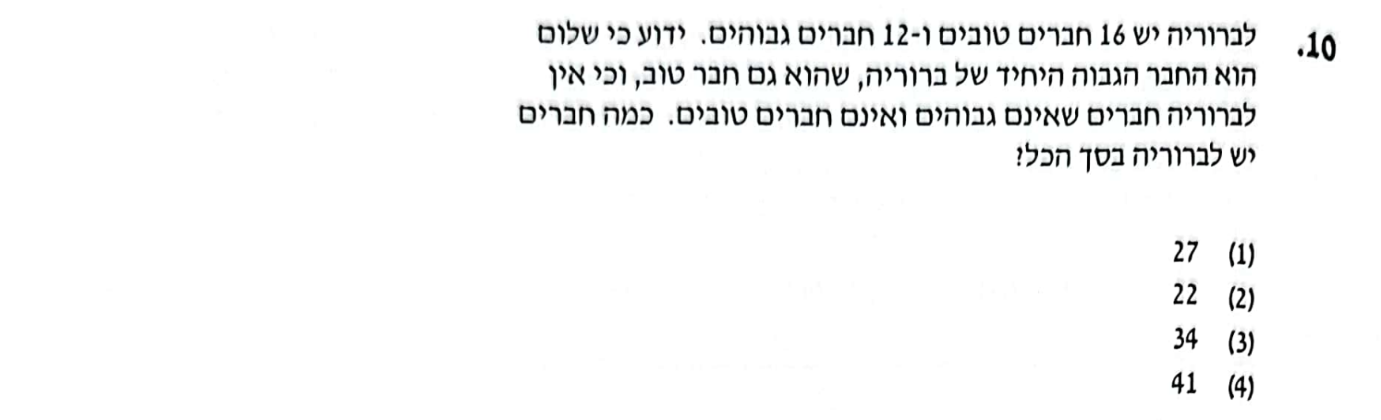 10. לברוריה יש 16 חברים טובים ו-12 חברים גבוהים. ידוע כי שלום
הוא החבר הגבוה היחיד של ברוריה, שהוא גם חבר טוב, וכי אין
לברוריה חברים שאינם גבוהים ואינם חברים טובים. כמה חברים
יש לברוריה בסך הכל?
(1) 27
(2) 22
(3) 34
(4) 41